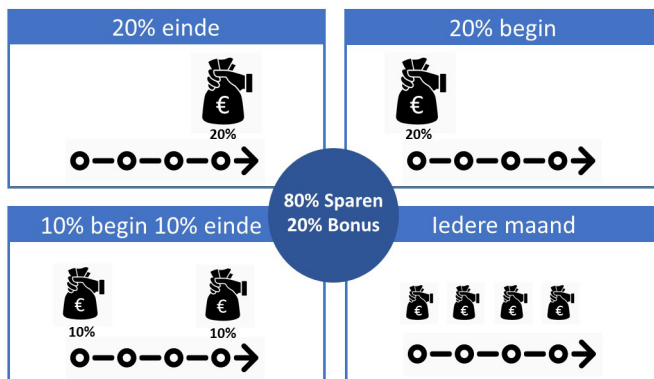 20% einde
€
20%
20% begin
€
20%
80% Sparen
20% Bonus
10% begin 10% einde
€
10%
€
10%
Iedere maand
€ € € €